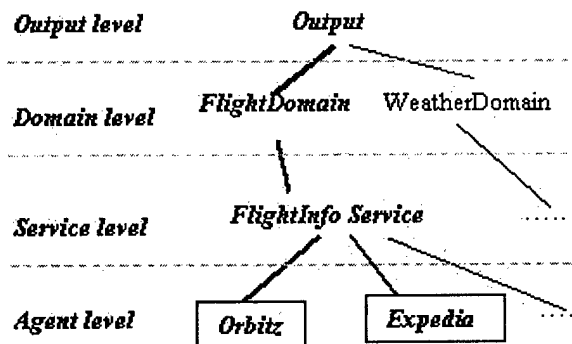 Output level Output
Domain level FlightDomain WeatherDomain
Service level FlightInfo Service ......
Agent level Orbitz Expedia ......